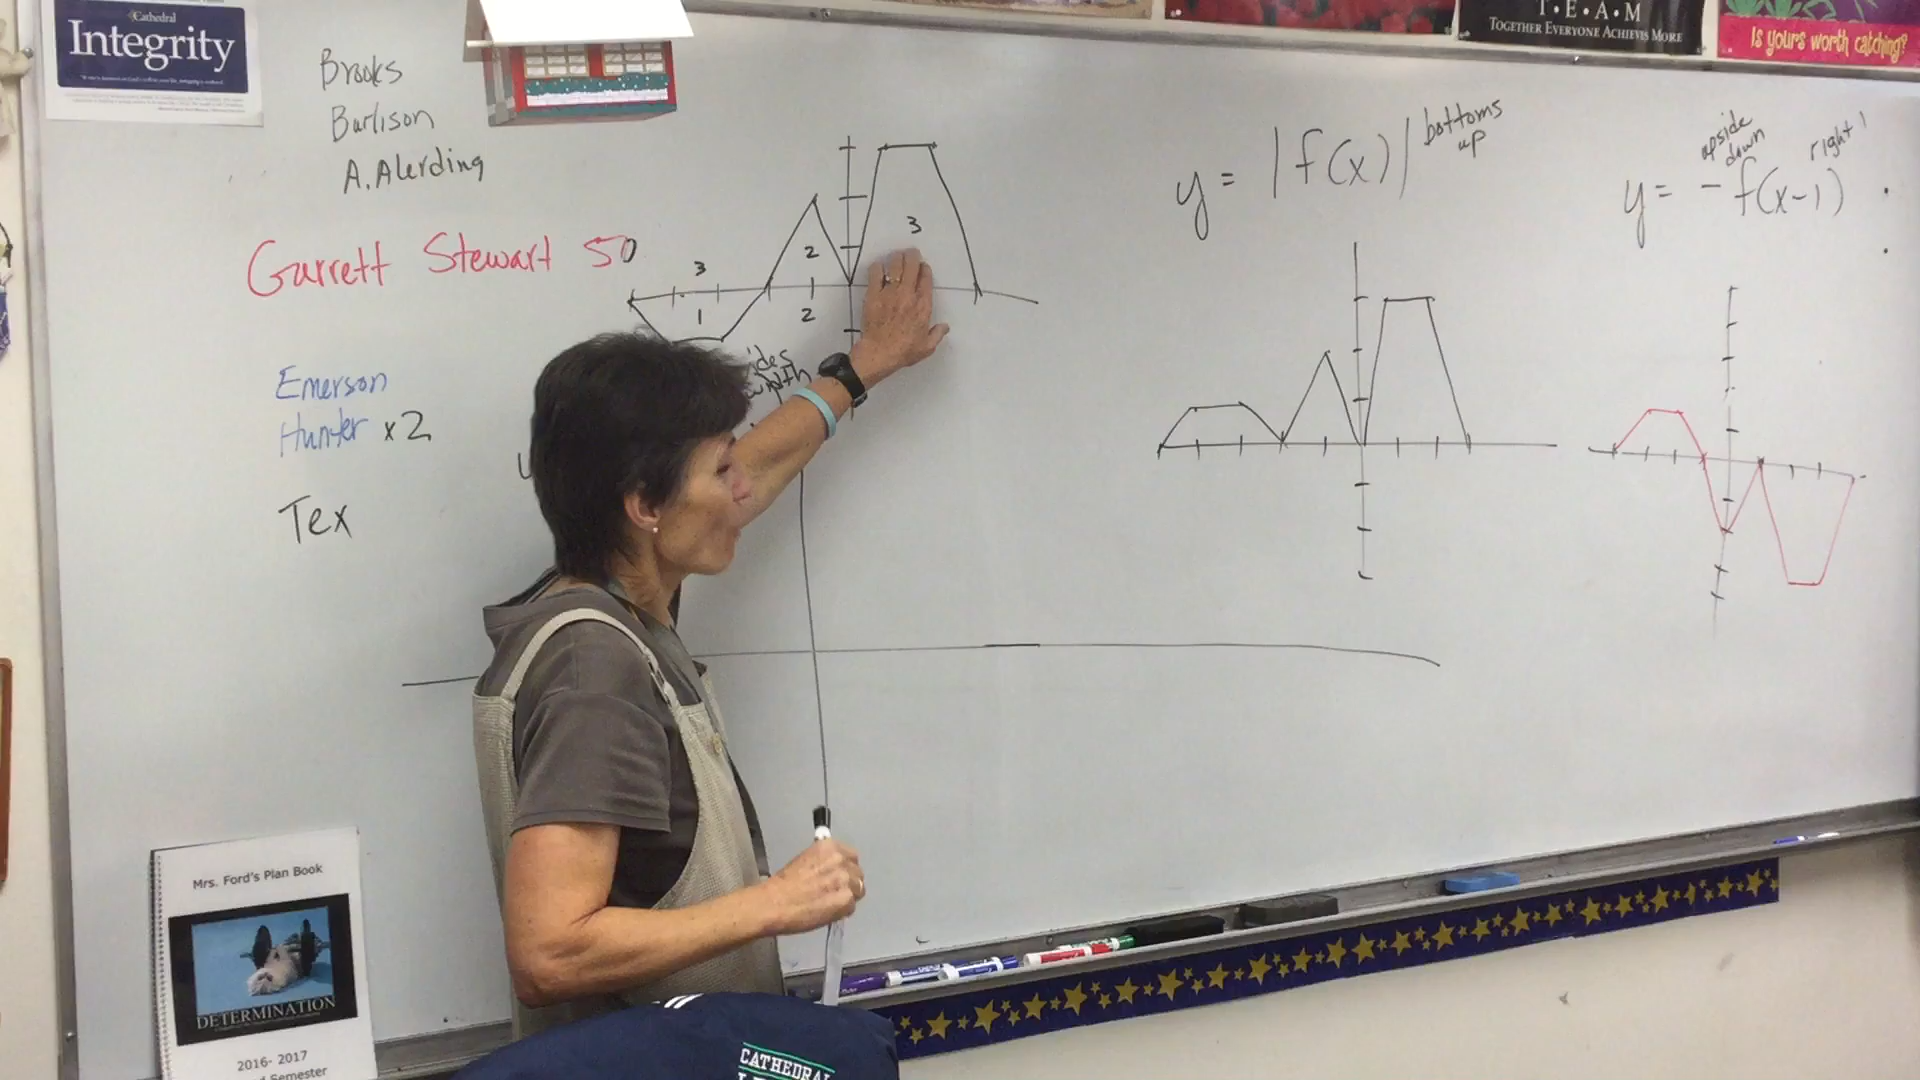 Cathedral
Integrity
Brooks
Burlison
A. Alerding
Garrett Stewart 50
Emerson
Hunter x2
Tex
3
1
2
2
3
y = |f(x)| bottoms
up
upside
down
right 1
y = -f(x-1)
T•E•A•M
TOGETHER EVERYONE ACHIEVES MORE
Is yours worth catching?
Mrs. Ford's Plan Book
DETERMINATION
2016- 2017
Semester
CATHEDRAL